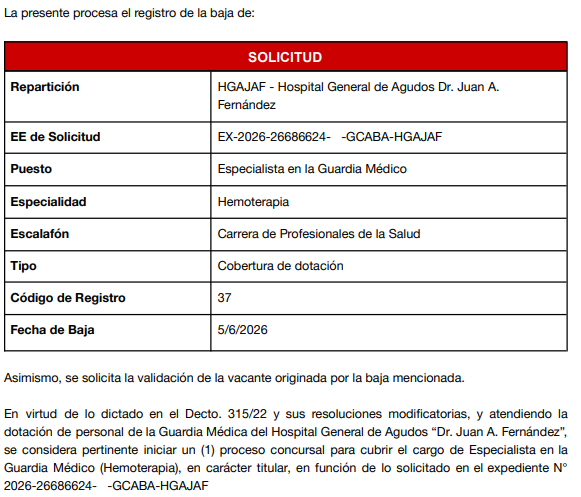 La presente procesa el registro de la baja de:
SOLICITUD
Repartición HGAJAF - Hospital General de Agudos Dr. Juan A.
Fernández
EE de Solicitud EX-2026-26686624- -GCABA-HGAJAF
Puesto Especialista en la Guardia Médico
Especialidad Hemoterapia
Escalafón Carrera de Profesionales de la Salud
Tipo Cobertura de dotación
Código de Registro 37
Fecha de Baja 5/6/2026
Asimismo, se solicita la validación de la vacante originada por la baja mencionada.
En virtud de lo dictado en el Decto. 315/22 y sus resoluciones modificatorias, y atendiendo la
dotación de personal de la Guardia Médica del Hospital General de Agudos “Dr. Juan A. Fernández”,
se considera pertinente iniciar un (1) proceso concursal para cubrir el cargo de Especialista en la
Guardia Médico (Hemoterapia), en carácter titular, en función de lo solicitado en el expediente N°
2026-26686624- -GCABA-HGAJAF